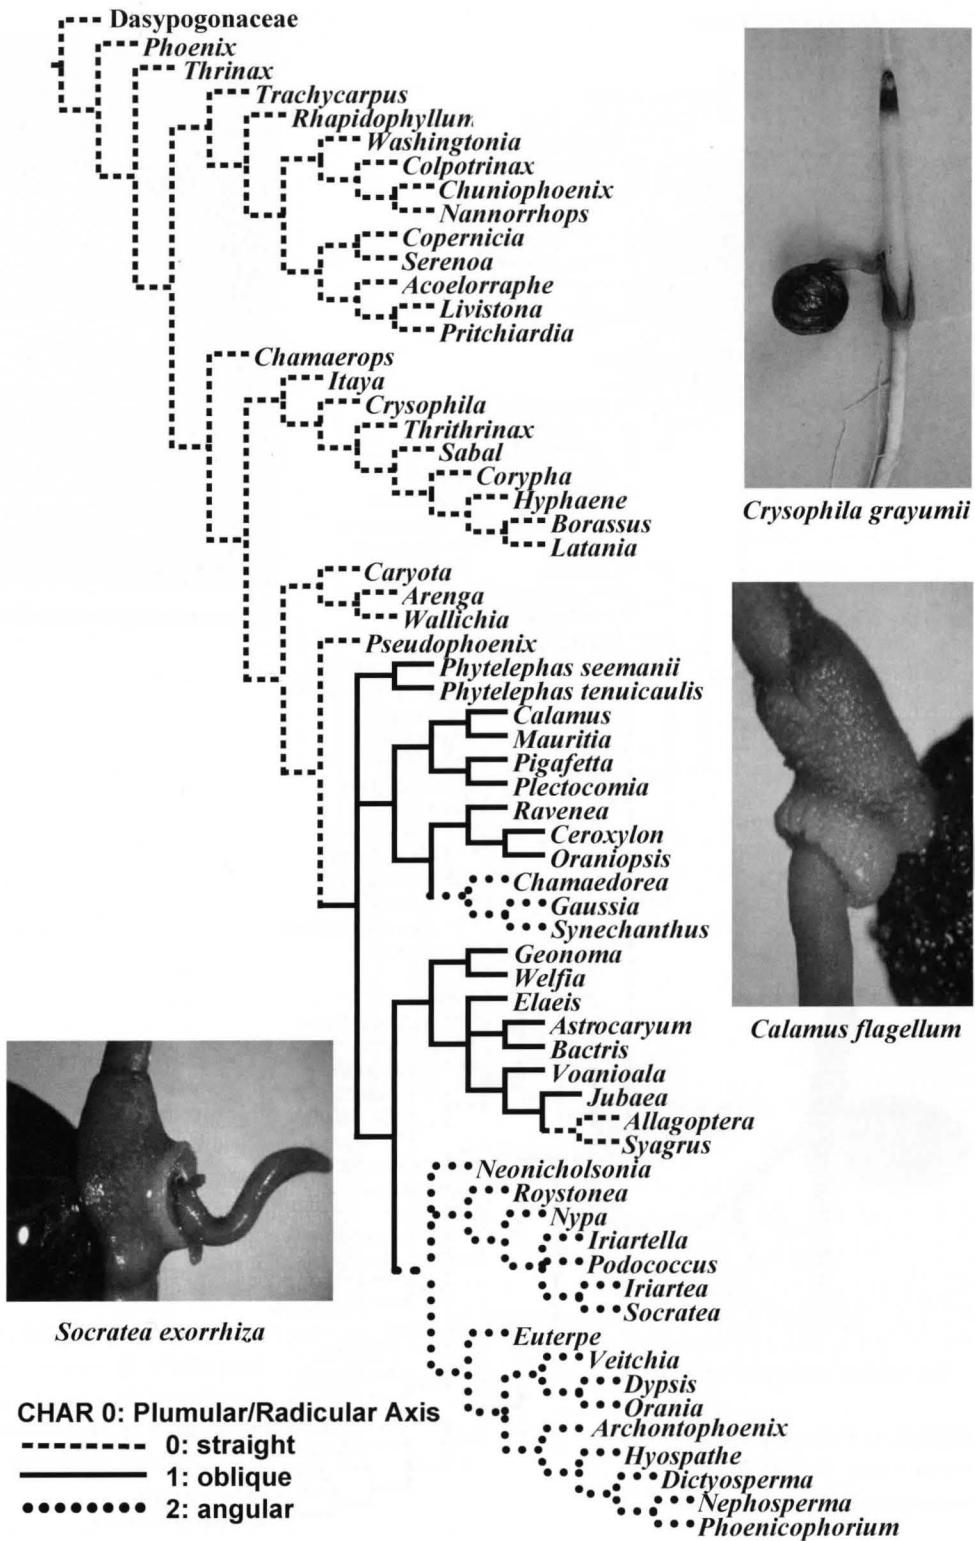 Dasypogonaceae
Phoenix
Thrinax
Trachycarpus
Rhapidophyllum
Washingtonia
Colpotrinax
Chuniophoenix
Nannorrhops
Copernicia
Serenoa
Acoelorraphe
Livistona
Pritchiardia
Chamaerops
Itaya
Crysophila
Thrithrinax
Sabal
Corypha
Hyphaene
Borassus
Latania
Crysophila grayumii
Caryota
Arenga
Wallichia
Pseudophoenix
Phytelephas seemanii
Phytelephas tenuicaulis
Calamus
Mauritia
Pigafetta
Plectocomia
Ravenea
Ceroxylon
Oraniopsis
Chamaedorea
Gaussia
Synechanthus
Geonoma
Welfia
Elaeis
Astrocaryum
Bactris
Calamus flagellum
Voanioala
Jubaea
Allagoptera
Syagrus
Neonicholsonia
Roystonea
Nypa
Iriartella
Podococcus
Iriartea
Socratea
Socratea exorrhiza
Euterpe
Veitchia
Dypsis
Orania
Archontophoenix
Hyospathe
Dictyosperma
Nephosperma
Phoenicophorium
CHAR 0: Plumular/Radicular Axis
0: straight
1: oblique
2: angular